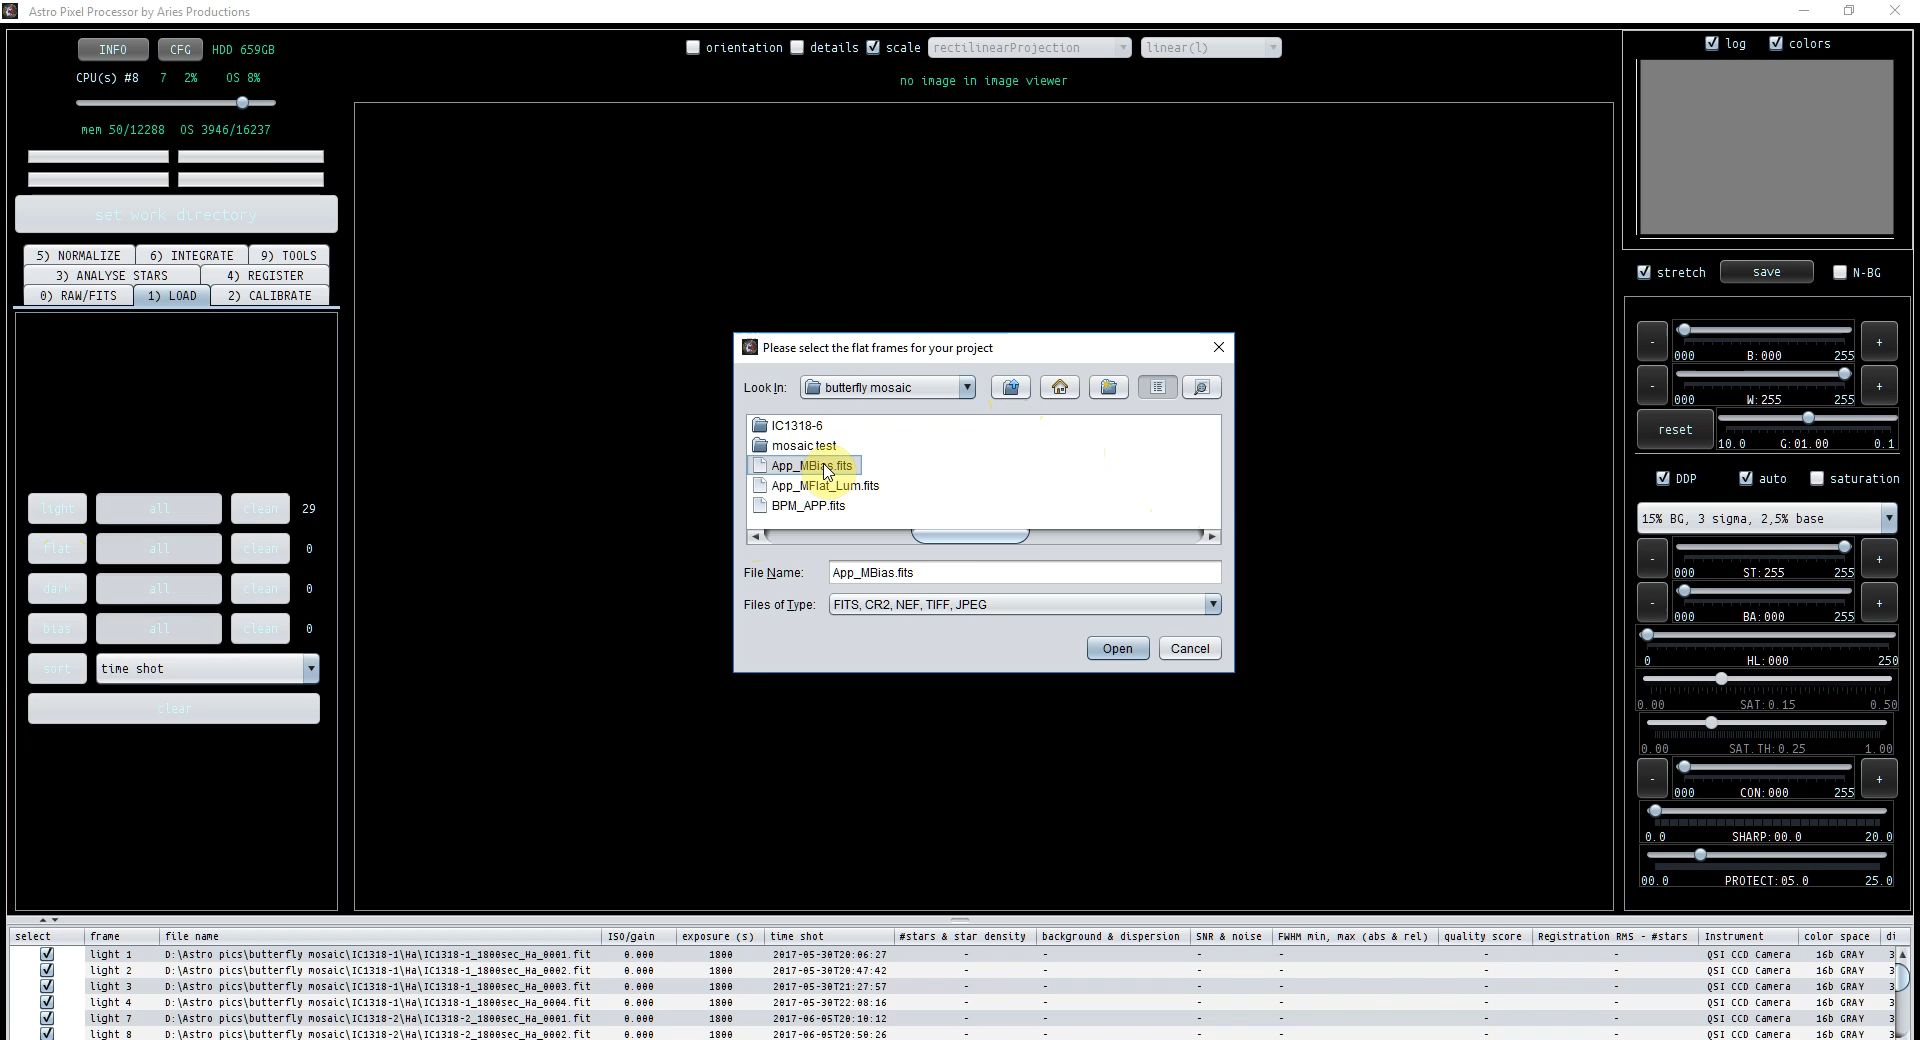 Astro Pixel Processor by Aries Productions
INFO CFG HDD 659GB
CPU(s) #8 7 2% OS 8%
mem 50/12288 OS 3946/16237
set work directory
5) NORMALIZE 6) INTEGRATE 9) TOOLS
3) ANALYSE STARS 4) REGISTER
0) RAW/FITS 1) LOAD 2) CALIBRATE
light all clean 29
flat all clean 0
dark all clean 0
bias all clean 0
sort time shot
clear
orientation details scale rectilinearProjection linear(l)
no image in image viewer
Please select the flat frames for your project
Look In: butterfly mosaic
IC1318-6
mosaic test
App_MBias.fits
App_MFlat_Lum.fits
BPM_APP.fits
File Name: App_MBias.fits
Files of Type: FITS, CR2, NEF, TIFF, JPEG
Open Cancel
log colors
stretch save N-BG
- +
000 B:000 255
- +
000 W:255 255
reset 10.0 G:01.00 0.1
DDP auto saturation
15% BG, 3 sigma, 2,5% base
- +
000 ST:255 255
- +
000 BA:000 255
0 HL:000 250
0.00 SAT:0.15 0.50
0.00 SAT.TH:0.25 1.00
- +
000 CON:000 255
0.0 SHARP:00.0 20.0
00.0 PROTECT:05.0 25.0
select frame file name ISO/gain exposure (s) time shot #stars & star density background & dispersion SNR & noise FWHM min, max (abs & rel) quality score Registration RMS - #stars Instrument color space di
light 1 D:\Astro pics\butterfly mosaic\IC1318-1\Ha\IC1318-1_1800sec_Ha_0001.fit 0.000 1800 2017-05-30T20:06:27 - - - - - - QSI CCD Camera 16b GRAY 3
light 2 D:\Astro pics\butterfly mosaic\IC1318-1\Ha\IC1318-1_1800sec_Ha_0002.fit 0.000 1800 2017-05-30T20:47:42 - - - - - - QSI CCD Camera 16b GRAY 3
light 3 D:\Astro pics\butterfly mosaic\IC1318-1\Ha\IC1318-1_1800sec_Ha_0003.fit 0.000 1800 2017-05-30T21:27:57 - - - - - - QSI CCD Camera 16b GRAY 3
light 4 D:\Astro pics\butterfly mosaic\IC1318-1\Ha\IC1318-1_1800sec_Ha_0004.fit 0.000 1800 2017-05-30T22:08:16 - - - - - - QSI CCD Camera 16b GRAY 3
light 7 D:\Astro pics\butterfly mosaic\IC1318-2\Ha\IC1318-2_1800sec_Ha_0001.fit 0.000 1800 2017-06-05T20:10:12 - - - - - - QSI CCD Camera 16b GRAY 3
light 8 D:\Astro pics\butterfly mosaic\IC1318-2\Ha\IC1318-2_1800sec_Ha_0002.fit 0.000 1800 2017-06-05T20:50:26 - - - - - - QSI CCD Camera 16b GRAY 3